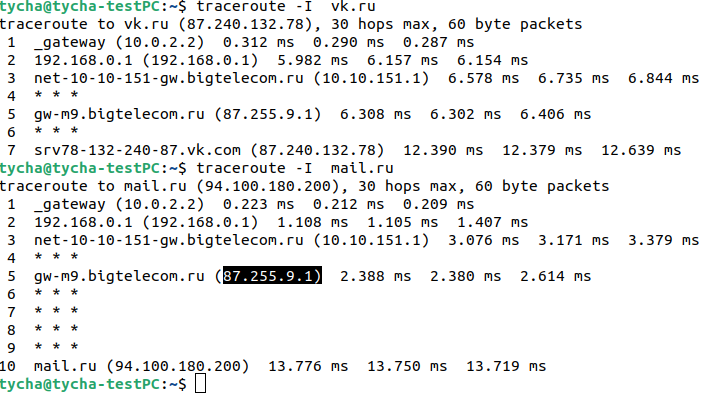 tycha@tycha-testPC:~$ traceroute -I  vk.ru
traceroute to vk.ru (87.240.132.78), 30 hops max, 60 byte packets
 1  _gateway (10.0.2.2)  0.312 ms  0.290 ms  0.287 ms
 2  192.168.0.1 (192.168.0.1)  5.982 ms  6.157 ms  6.154 ms
 3  net-10-10-151-gw.bigtelecom.ru (10.10.151.1)  6.578 ms  6.735 ms  6.844 ms
 4  * * *
 5  gw-m9.bigtelecom.ru (87.255.9.1)  6.308 ms  6.302 ms  6.406 ms
 6  * * *
 7  srv78-132-240-87.vk.com (87.240.132.78)  12.390 ms  12.379 ms  12.639 ms
tycha@tycha-testPC:~$ traceroute -I  mail.ru
traceroute to mail.ru (94.100.180.200), 30 hops max, 60 byte packets
 1  _gateway (10.0.2.2)  0.223 ms  0.212 ms  0.209 ms
 2  192.168.0.1 (192.168.0.1)  1.108 ms  1.105 ms  1.407 ms
 3  net-10-10-151-gw.bigtelecom.ru (10.10.151.1)  3.076 ms  3.171 ms  3.379 ms
 4  * * *
 5  gw-m9.bigtelecom.ru (87.255.9.1)  2.388 ms  2.380 ms  2.614 ms
 6  * * *
 7  * * *
 8  * * *
 9  * * *
10  mail.ru (94.100.180.200)  13.776 ms  13.750 ms  13.719 ms
tycha@tycha-testPC:~$